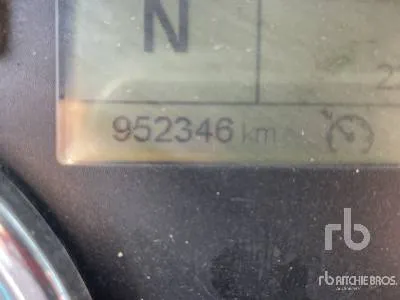 N
952346 km
rb
rb RITCHIE BROS.